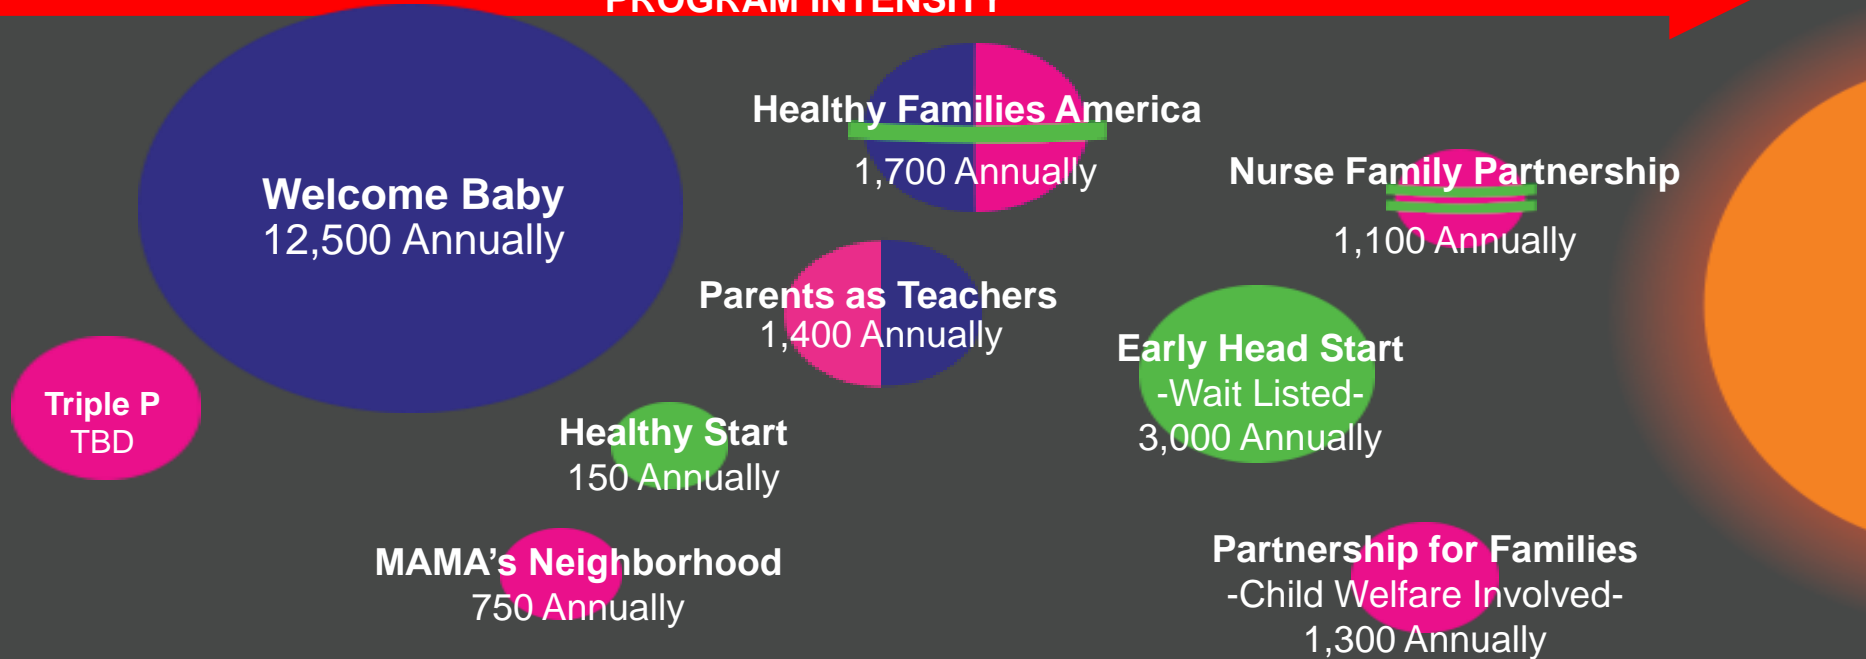 PROGRAM INTENSITY
Healthy Families America
1,700 Annually
Nurse Family Partnership
1,100 Annually
Welcome Baby
12,500 Annually
Parents as Teachers
1,400 Annually
Early Head Start
-Wait Listed-
3,000 Annually
Triple P
TBD
Healthy Start
150 Annually
MAMA’s Neighborhood
750 Annually
Partnership for Families
-Child Welfare Involved-
1,300 Annually